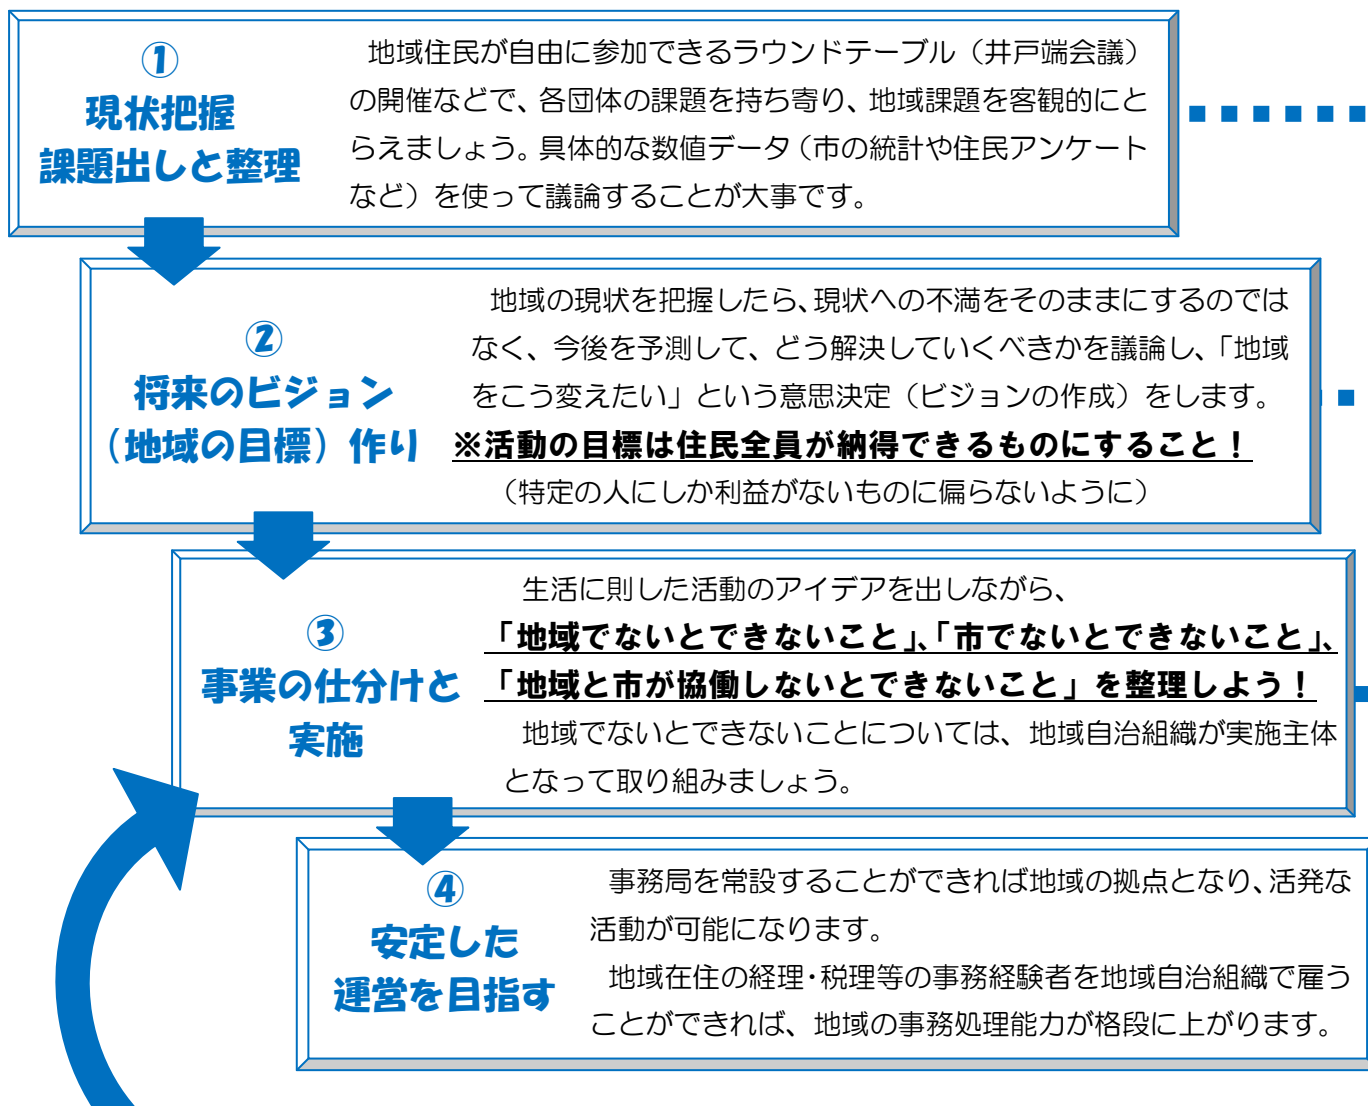 ①
現状把握
課題出しと整理
地域住民が自由に参加できるラウンドテーブル（井戸端会議）
の開催などで、各団体の課題を持ち寄り、地域課題を客観的にと
らえましょう。具体的な数値データ（市の統計や住民アンケート
など）を使って議論することが大事です。
②
将来のビジョン
（地域の目標）作り
地域の現状を把握したら、現状への不満をそのままにするのでは
なく、今後を予測して、どう解決していくべきかを議論し、「地域
をこう変えたい」という意思決定（ビジョンの作成）をします。
※活動の目標は住民全員が納得できるものにすること！
（特定の人にしか利益がないものに偏らないように）
③
事業の仕分けと
実施
生活に則した活動のアイデアを出しながら、
「地域でないとできないこと」、「市でないとできないこと」、
「地域と市が協働しないとできないこと」を整理しよう！
地域でないとできないことについては、地域自治組織が実施主体
となって取り組みましょう。
④
安定した
運営を目指す
事務局を常設することができれば地域の拠点となり、活発な
活動が可能になります。
地域在住の経理・税理等の事務経験者を地域自治組織で雇う
ことができれば、地域の事務処理能力が格段に上がります。